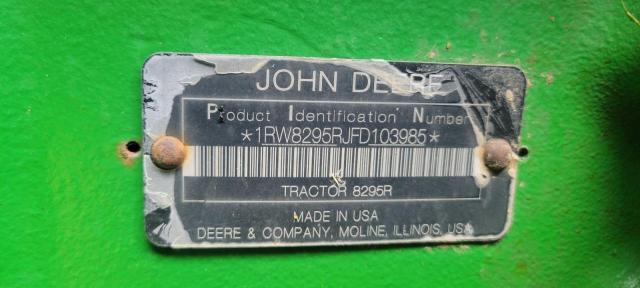 JOHN DEERE
Product Identification Number
*1RW8295RJFD103985*
TRACTOR 8295R
MADE IN USA
DEERE & COMPANY, MOLINE, ILLINOIS, USA